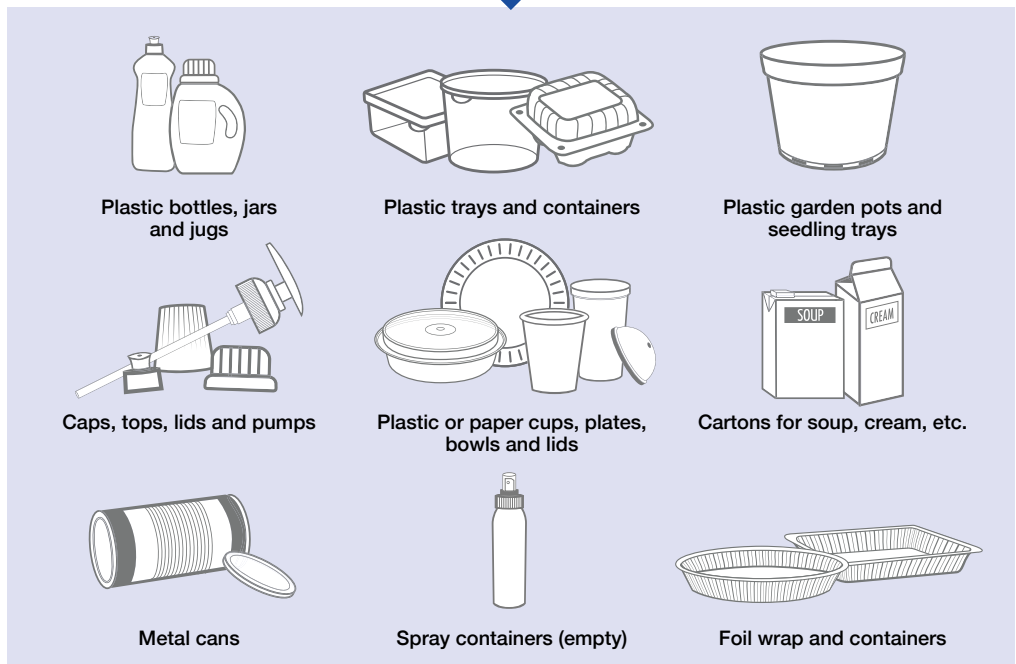 Plastic bottles, jars
and jugs
Plastic trays and containers
Plastic garden pots and
seedling trays
SOUP
CREAM
Caps, tops, lids and pumps
Plastic or paper cups, plates,
bowls and lids
Cartons for soup, cream, etc.
Metal cans
Spray containers (empty)
Foil wrap and containers